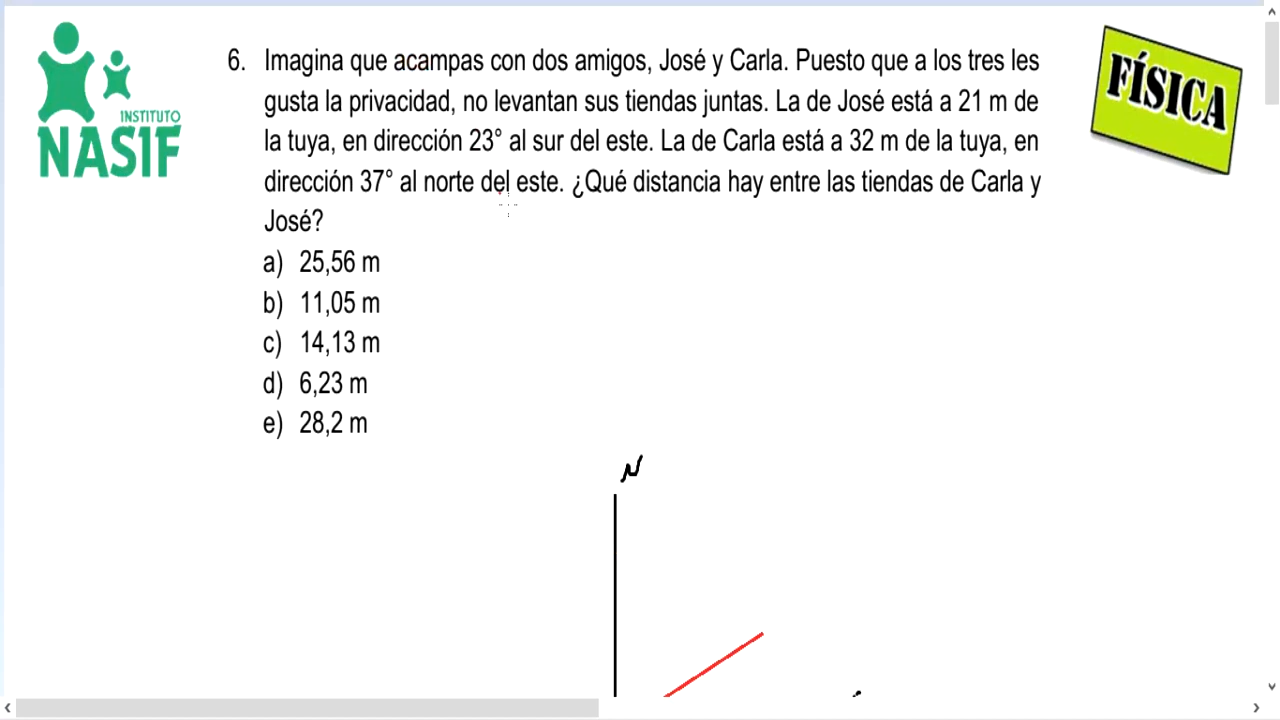 6. Imagina que acampas con dos amigos, José y Carla. Puesto que a los tres les
gusta la privacidad, no levantan sus tiendas juntas. La de José está a 21 m de
la tuya, en dirección 23° al sur del este. La de Carla está a 32 m de la tuya, en
dirección 37° al norte del este. ¿Qué distancia hay entre las tiendas de Carla y
José?
a) 25,56 m
b) 11,05 m
c) 14,13 m
d) 6,23 m
e) 28,2 m
INSTITUTO
NASIF
FÍSICA
N